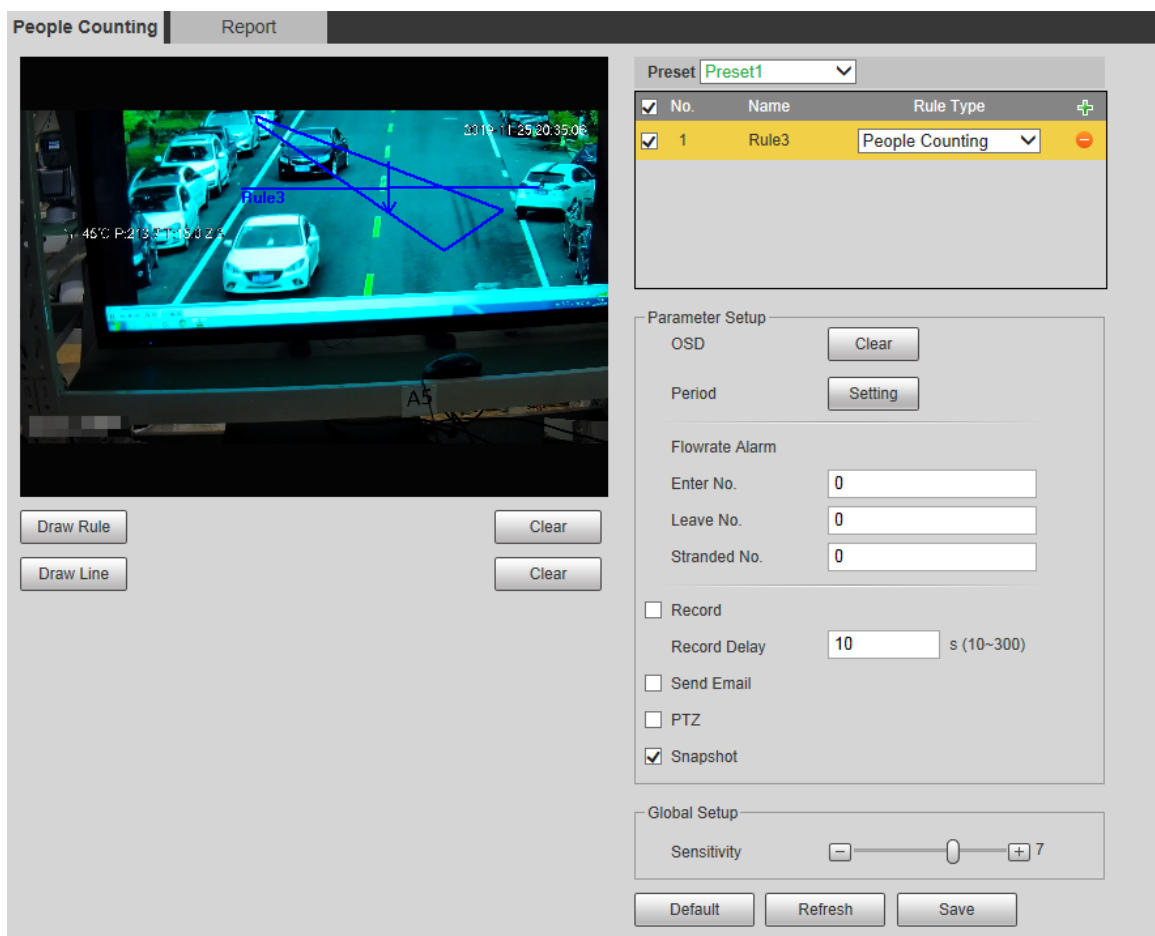 People Counting Report
Preset Preset1
No. Name Rule Type
1 Rule3 People Counting
2019-11-25 20:35:06
Rule3
A5
Draw Rule Clear
Draw Line Clear
Parameter Setup
OSD Clear
Period Setting
Flowrate Alarm
Enter No. 0
Leave No. 0
Stranded No. 0
Record
Record Delay 10 s (10~300)
Send Email
PTZ
Snapshot
Global Setup
Sensitivity 7
Default Refresh Save